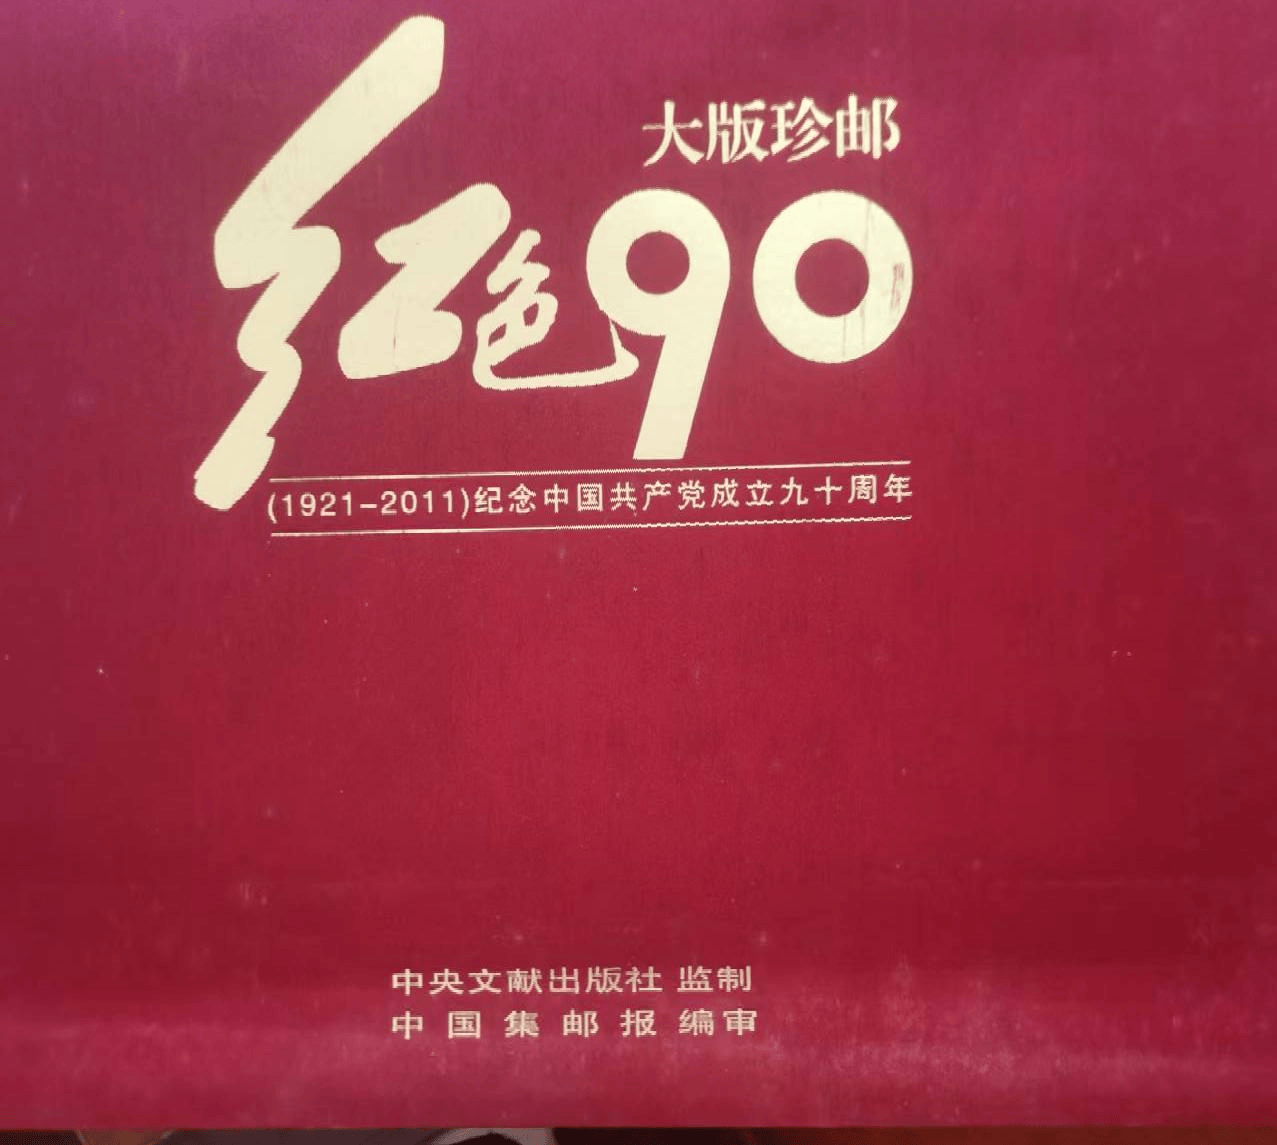 大版珍邮
红色90
(1921-2011)纪念中国共产党成立九十周年
中央文献出版社 监制
中国集邮报 编审